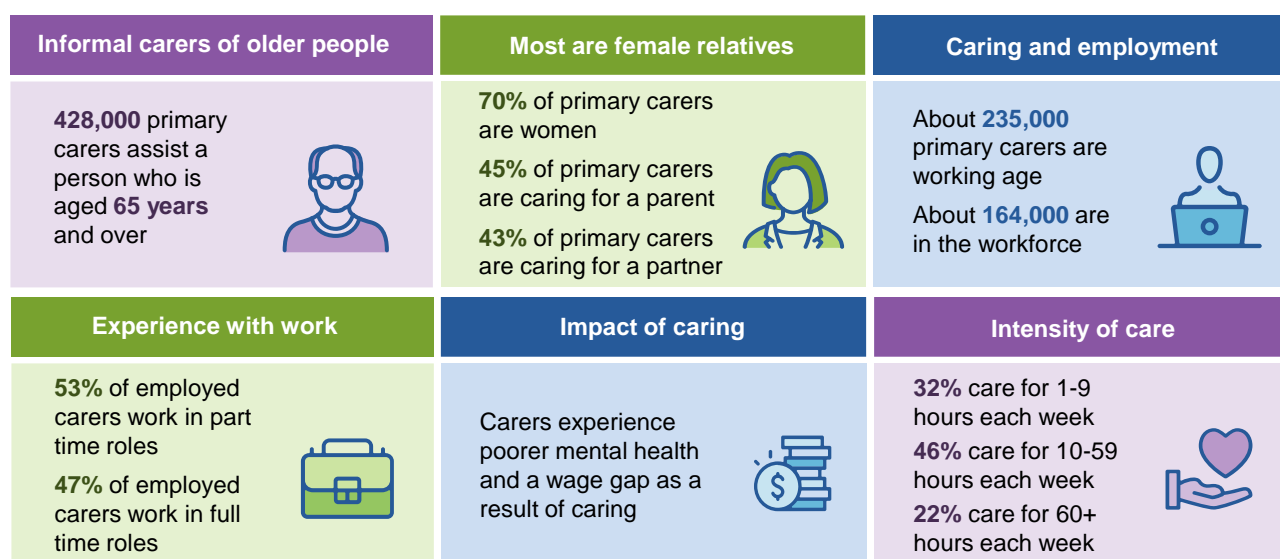 Informal carers of older people
428,000 primary
carers assist a
person who is
aged 65 years
and over
Most are female relatives
70% of primary carers
are women
45% of primary carers
are caring for a parent
43% of primary carers
are caring for a partner
Caring and employment
About 235,000
primary carers are
working age
About 164,000 are
in the workforce
Experience with work
53% of employed
carers work in part
time roles
47% of employed
carers work in full
time roles
Impact of caring
Carers experience
poorer mental health
and a wage gap as a
result of caring
$
Intensity of care
32% care for 1-9
hours each week
46% care for 10-59
hours each week
22% care for 60+
hours each week